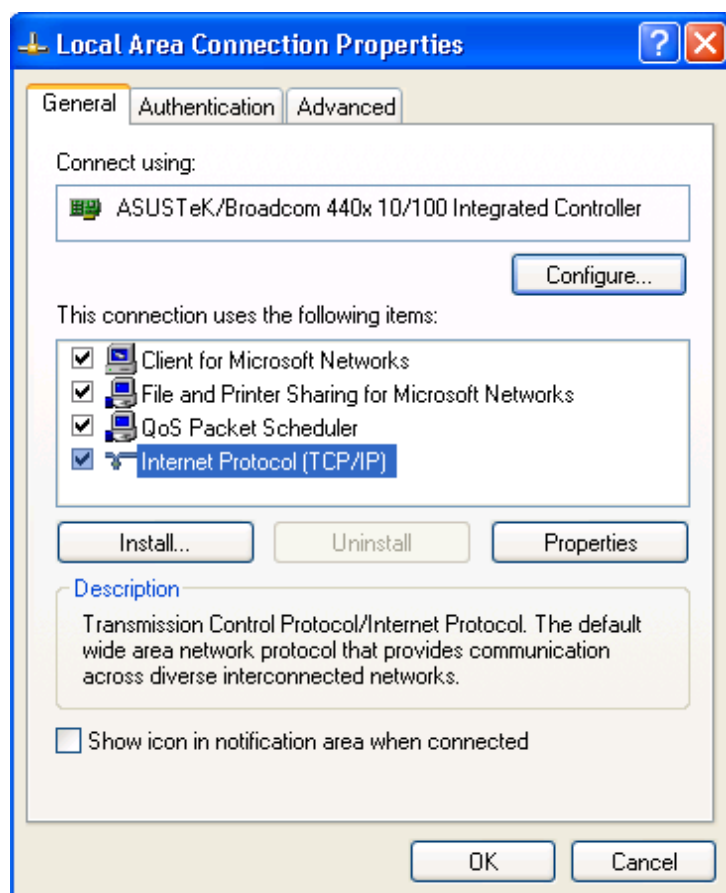 Local Area Connection Properties
?
General Authentication Advanced
Connect using:
ASUSTeK/Broadcom 440x 10/100 Integrated Controller
Configure...
This connection uses the following items:
Client for Microsoft Networks
File and Printer Sharing for Microsoft Networks
QoS Packet Scheduler
Internet Protocol (TCP/IP)
Install... Uninstall Properties
Description
Transmission Control Protocol/Internet Protocol. The default
wide area network protocol that provides communication
across diverse interconnected networks.
Show icon in notification area when connected
OK Cancel